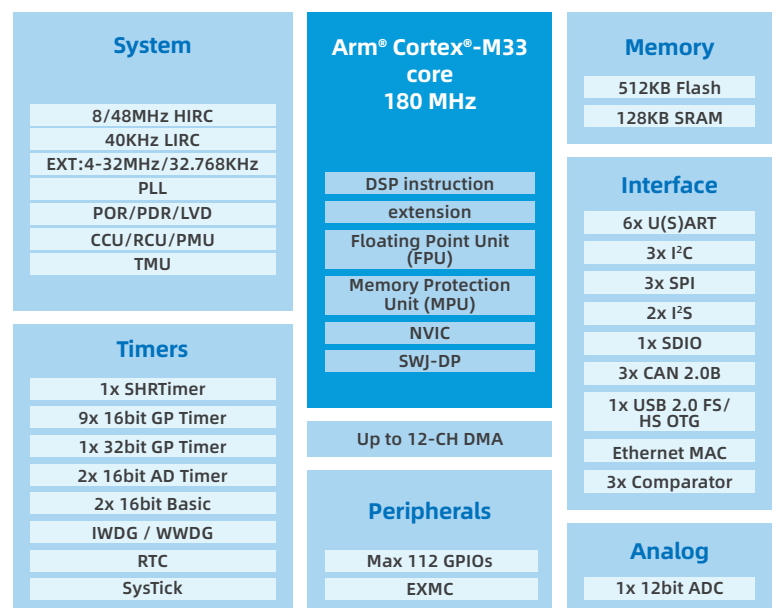 System
8/48MHz HIRC
40KHz LIRC
EXT:4-32MHz/32.768KHz
PLL
POR/PDR/LVD
CCU/RCU/PMU
TMU
Timers
1x SHRTimer
9x 16bit GP Timer
1x 32bit GP Timer
2x 16bit AD Timer
2x 16bit Basic
IWDG / WWDG
RTC
SysTick
Arm® Cortex®-M33
core
180 MHz
DSP instruction
extension
Floating Point Unit
(FPU)
Memory Protection
Unit (MPU)
NVIC
SWJ-DP
Up to 12-CH DMA
Peripherals
Max 112 GPIOs
EXMC
Memory
512KB Flash
128KB SRAM
Interface
6x U(S)ART
3x I²C
3x SPI
2x I²S
1x SDIO
3x CAN 2.0B
1x USB 2.0 FS/
HS OTG
Ethernet MAC
3x Comparator
Analog
1x 12bit ADC